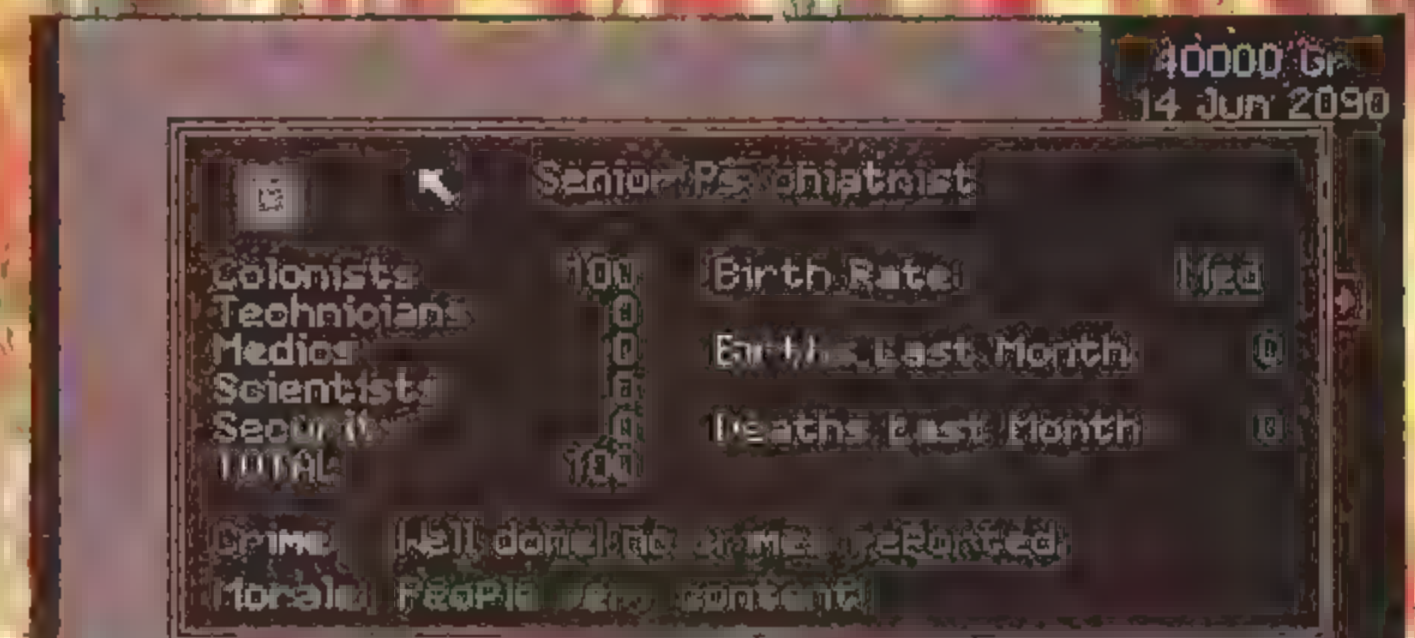 40000 Gr
14 Jun 2090
Senior Psychiatrist
Colonists 100 Birth Rate Med
Technicians 0
Medics 0 Births Last Month 0
Scientists 0
Security 0 Deaths Last Month 0
TOTAL 100
Crime Well done! no crimes reported
Morale People very content